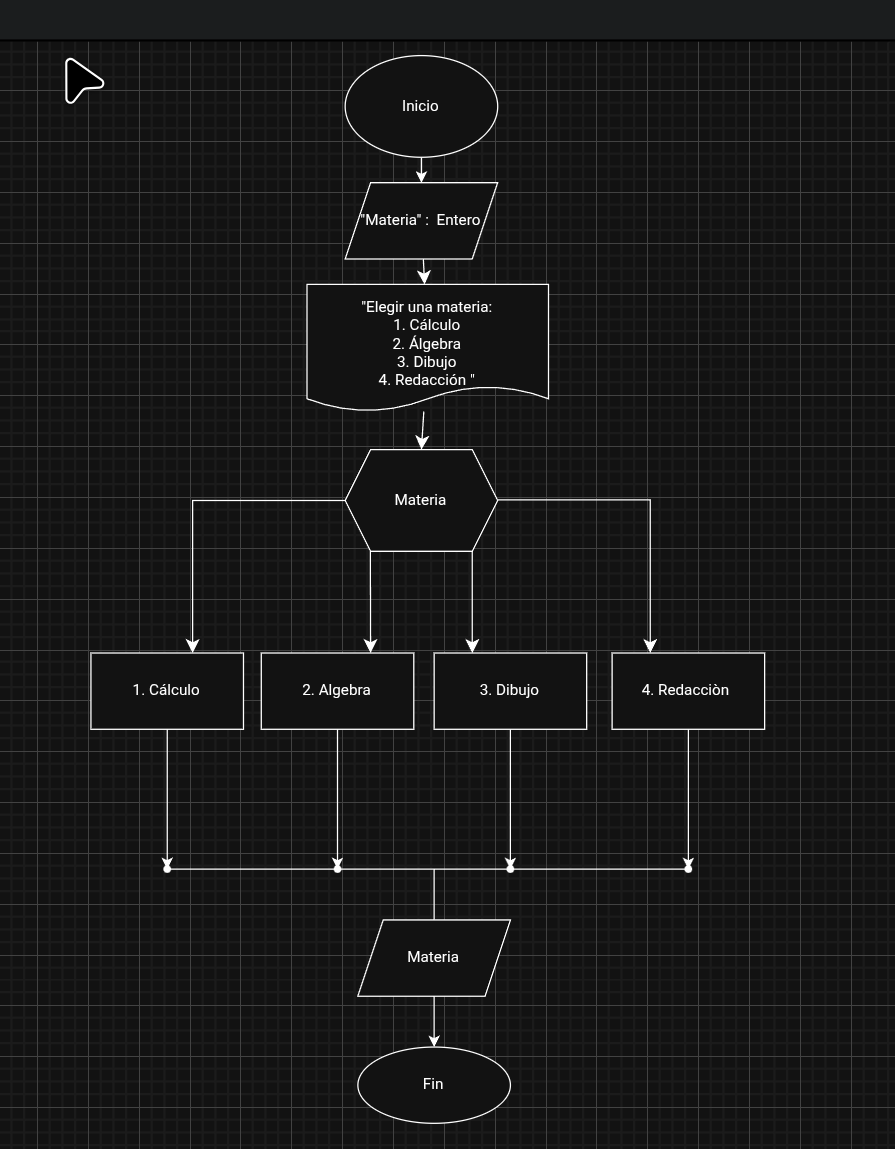 Inicio
"Materia" :  Entero
"Elegir una materia:
1. Cálculo
2. Álgebra
3. Dibujo
4. Redacción "
Materia
1. Cálculo
2. Algebra
3. Dibujo
4. Redacciòn
Materia
Fin